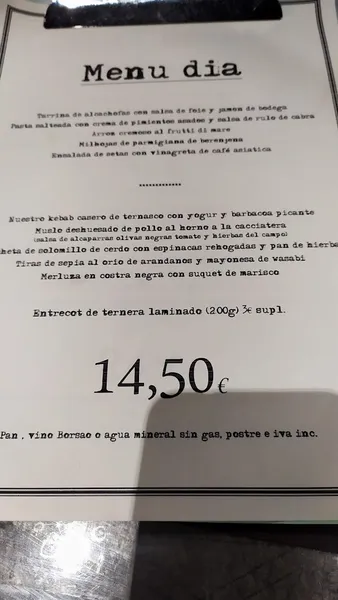 Menu dia
Terrina de alcachofas con salsa de foie y jamon de bodega
Pasta salteada con crema de pimientos asados y salsa de rulo de cabra
Arroz cremoso al frutti di mare
Milhojas de parmigiana de berenjena
Ensalada de setas con vinagreta de café asiatica
*************
Nuestro kebab casero de ternasco con yogur y barbacoa picante
Muslo deshuesado de pollo al horno a la cacciatera
(salsa de alcaparras olivas negras tomate y hierbas del campo)
heta de solomillo de cerdo con espinacas rehogadas y pan de hierba
Tiras de sepia al orio de arandanos y mayonesa de wasabi
Merluza en costra negra con suquet de marisco
Entrecot de ternera laminado (200g) 3€ supl.
14,50€
Pan , vino Borsao o agua mineral sin gas, postre e iva inc.